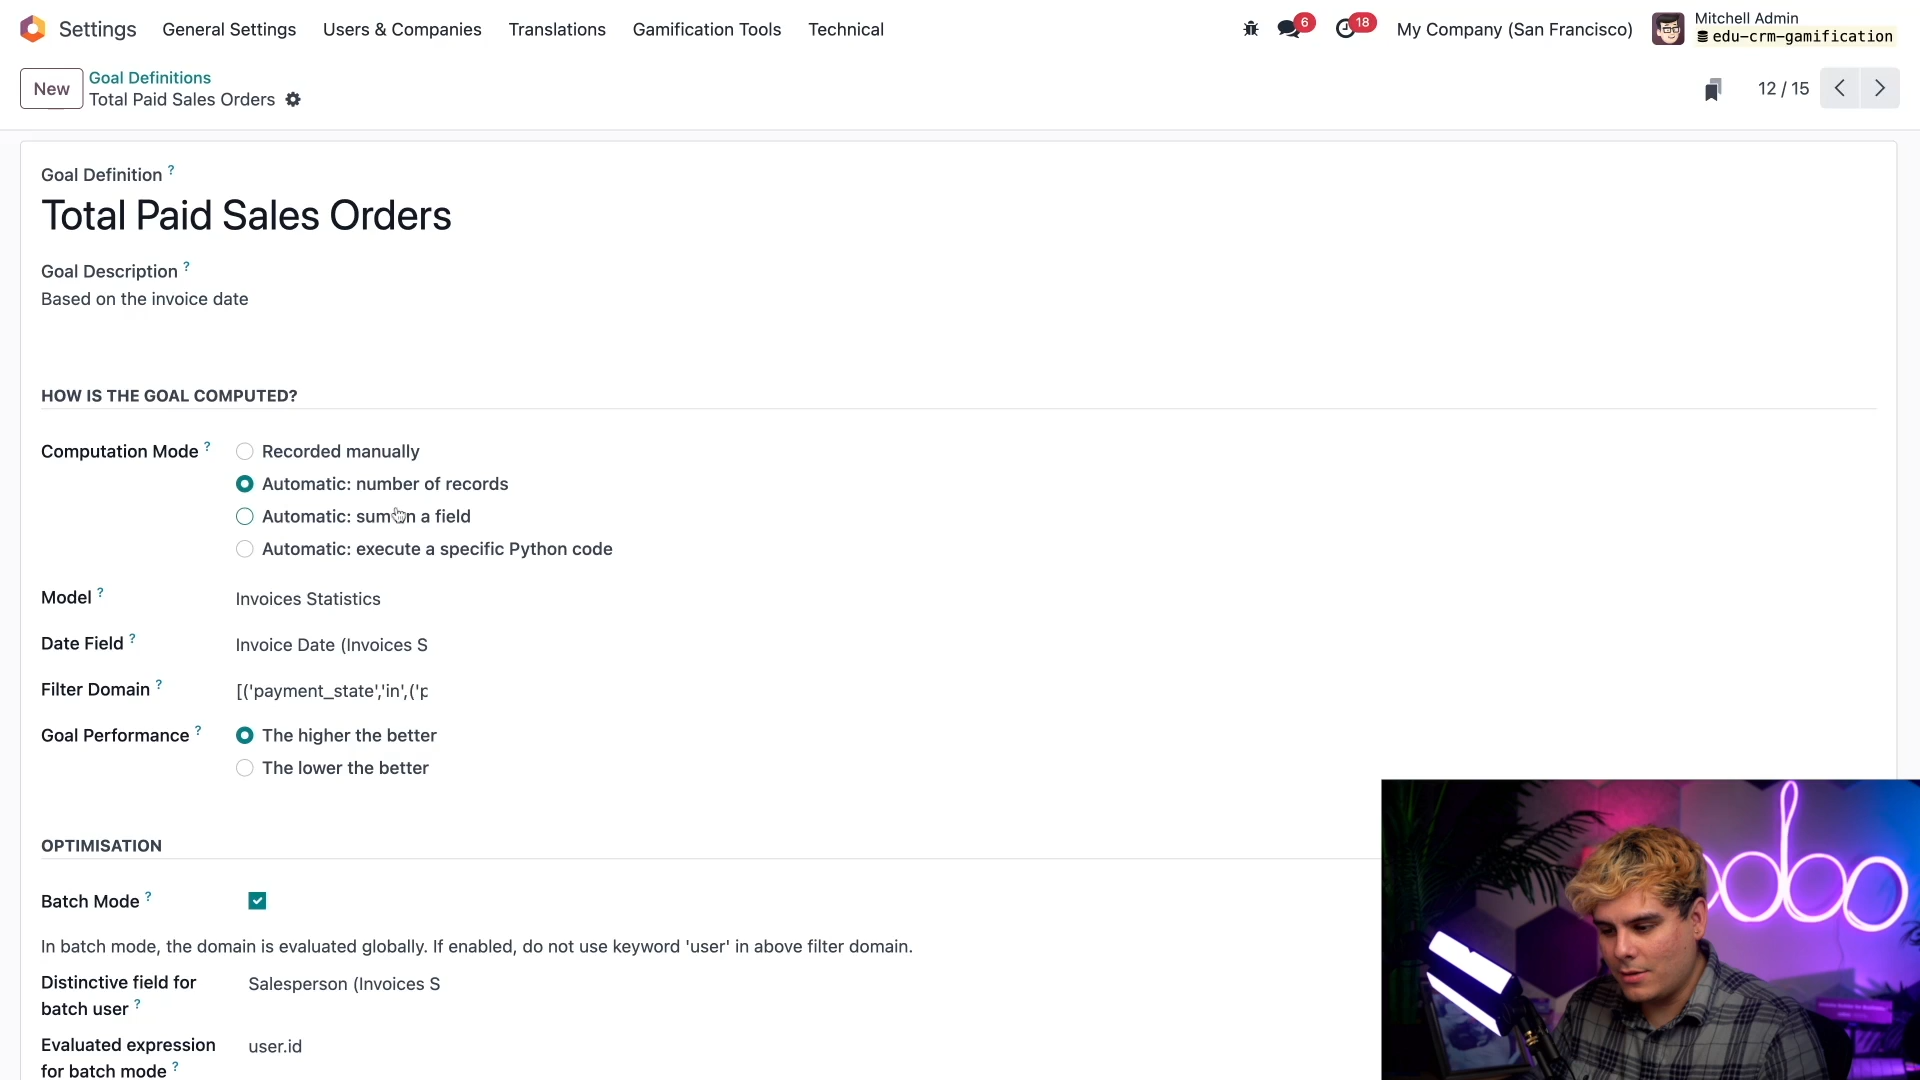 Settings General Settings Users & Companies Translations Gamification Tools Technical 6 18 My Company (San Francisco) Mitchell Admin
edu-crm-gamification
New Goal Definitions
Total Paid Sales Orders 12 / 15
Goal Definition ?
Total Paid Sales Orders
Goal Description ?
Based on the invoice date
HOW IS THE GOAL COMPUTED?
Computation Mode ? Recorded manually
Automatic: number of records
Automatic: sum on a field
Automatic: execute a specific Python code
Model ? Invoices Statistics
Date Field ? Invoice Date (Invoices S
Filter Domain ? [('payment_state','in',('p
Goal Performance ? The higher the better
The lower the better
OPTIMISATION
Batch Mode ?
In batch mode, the domain is evaluated globally. If enabled, do not use keyword 'user' in above filter domain.
Distinctive field for Salesperson (Invoices S
batch user ?
Evaluated expression user.id
for batch mode ?
odoo